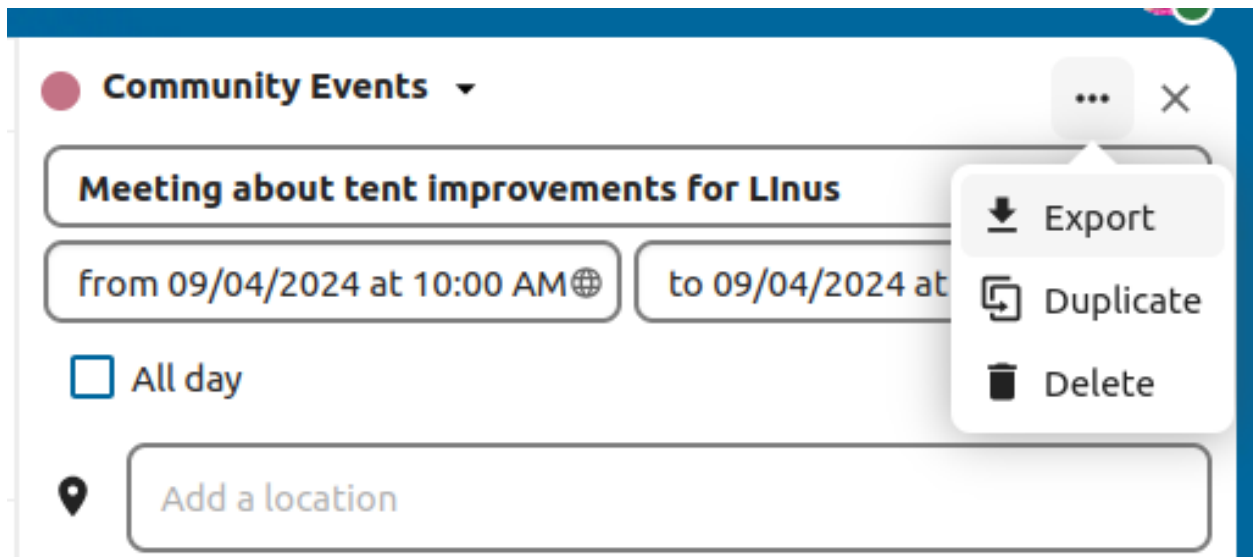 Community Events
Meeting about tent improvements for LInus
from 09/04/2024 at 10:00 AM
to 09/04/2024 at
All day
Add a location
Export
Duplicate
Delete